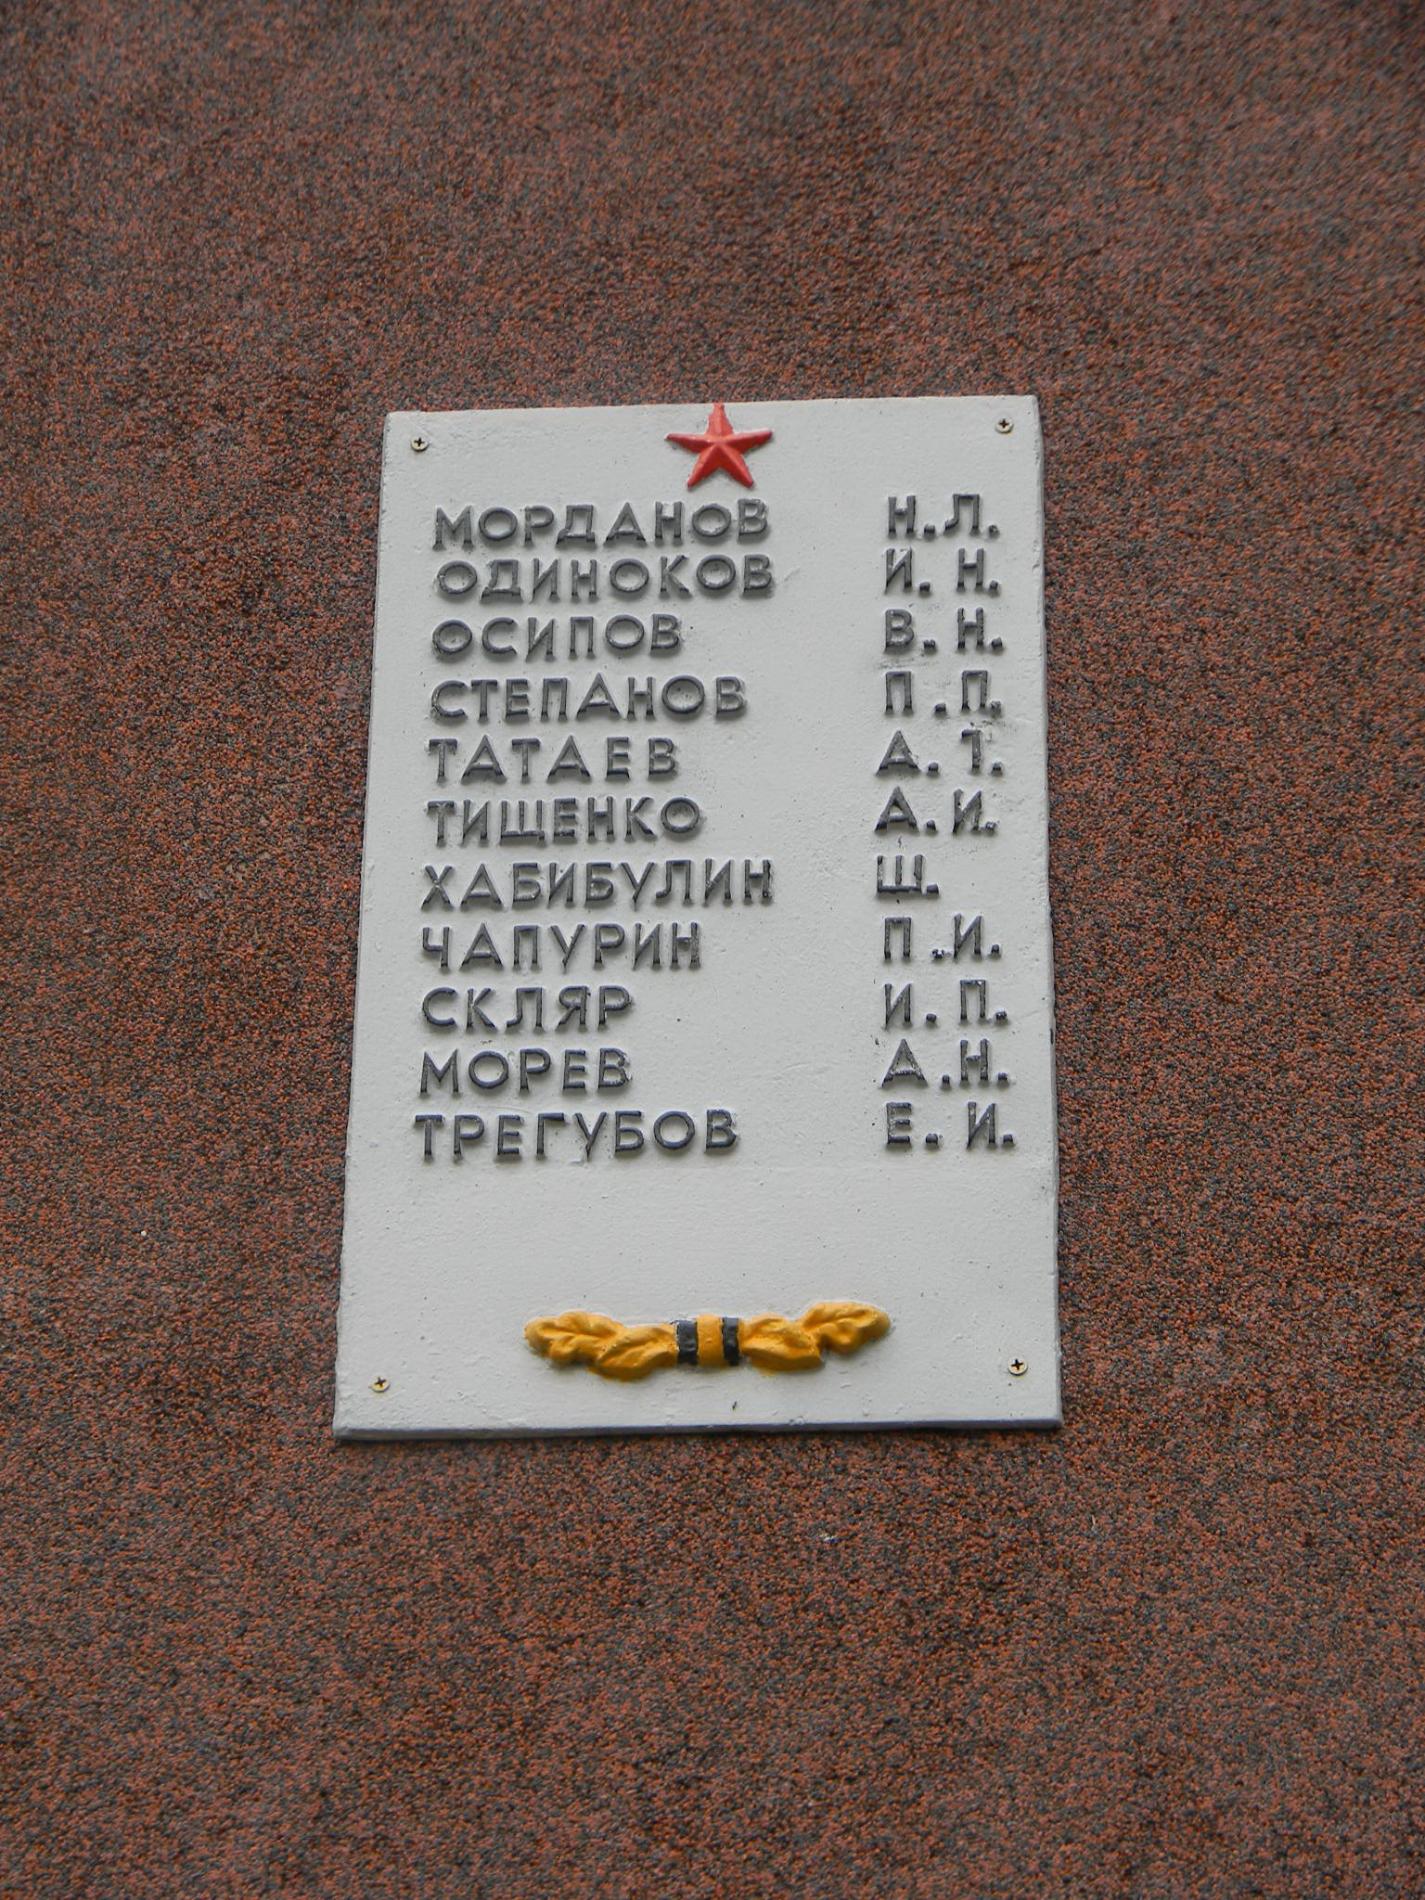 МОРДАНОВ Н.Л.
ОДИНОКОВ И.Н.
ОСИПОВ В.Н.
СТЕПАНОВ П.П.
ТАТАЕВ А.Т.
ТИЩЕНКО А.И.
ХАБИБУЛИН Ш.
ЧАПУРИН П.И.
СКЛЯР И.П.
МОРЕВ А.Н.
ТРЕГУБОВ Е.И.